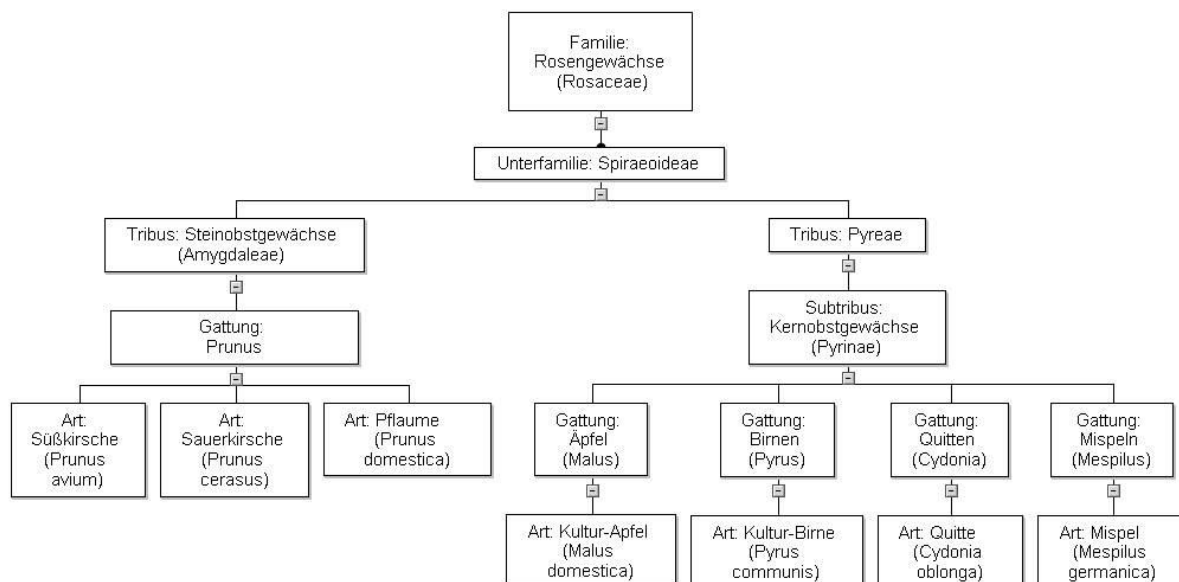 Familie:
Rosengewächse
(Rosaceae)
Unterfamilie: Spiraeoideae
Tribus: Steinobstgewächse
(Amygdaleae)
Tribus: Pyreae
Gattung:
Prunus
Subtribus:
Kernobstgewächse
(Pyrinae)
Art:
Süßkirsche
(Prunus
avium)
Art:
Sauerkirsche
(Prunus
cerasus)
Art: Pflaume
(Prunus
domestica)
Gattung:
Äpfel
(Malus)
Gattung:
Birnen
(Pyrus)
Gattung:
Quitten
(Cydonia)
Gattung:
Mispeln
(Mespilus)
Art: Kultur-Apfel
(Malus
domestica)
Art: Kultur-Birne
(Pyrus
communis)
Art: Quitte
(Cydonia
oblonga)
Art: Mispel
(Mespilus
germanica)